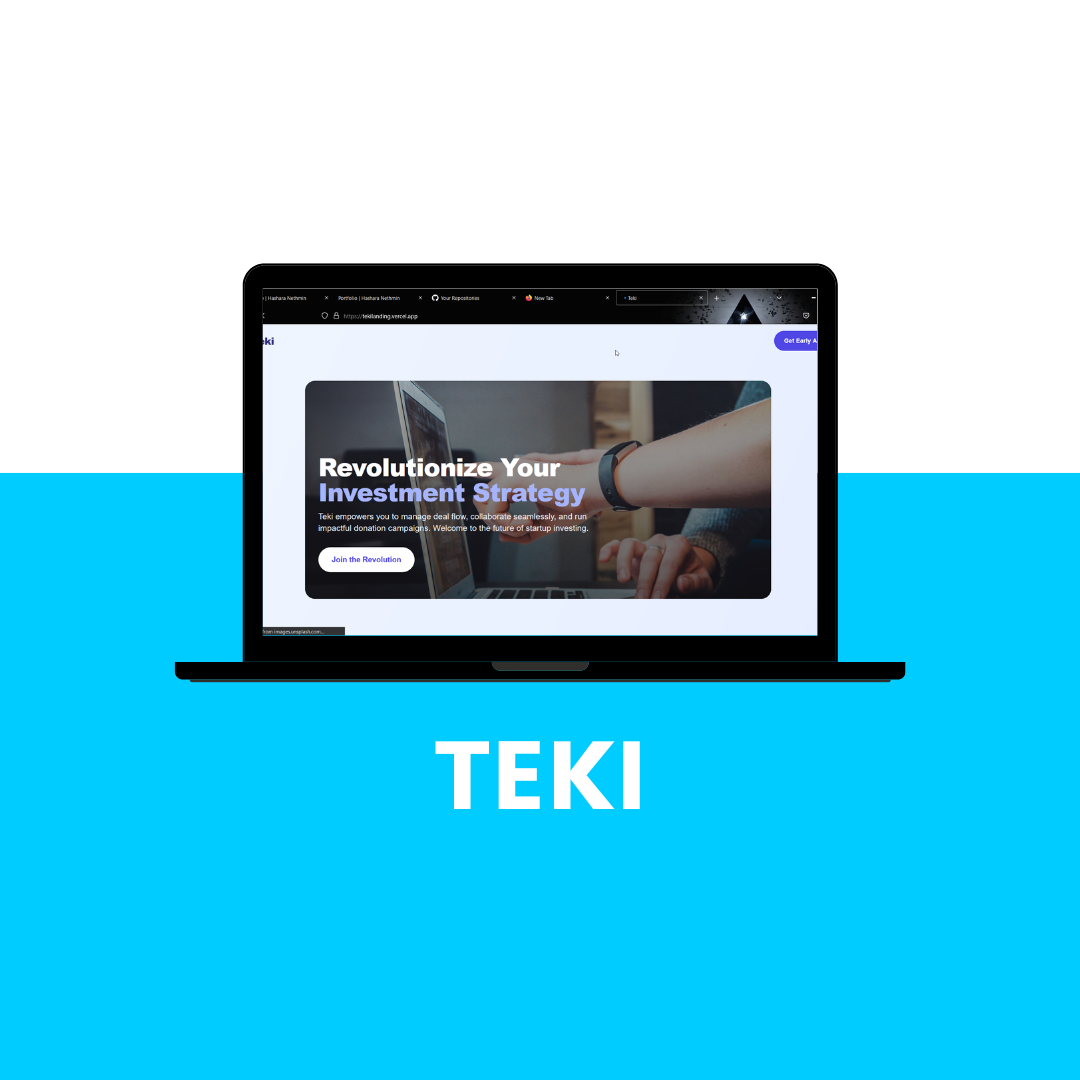 | Hashara Nethmin
Portfolio | Hashara Nethmin
Your Repositories
New Tab
Teki
https://tekilanding.vercel.app
eki
Get Early A
Revolutionize Your
Investment Strategy
Teki empowers you to manage deal flow, collaborate seamlessly, and run
impactful donation campaigns. Welcome to the future of startup investing.
Join the Revolution
from images.unsplash.com...
TEKI